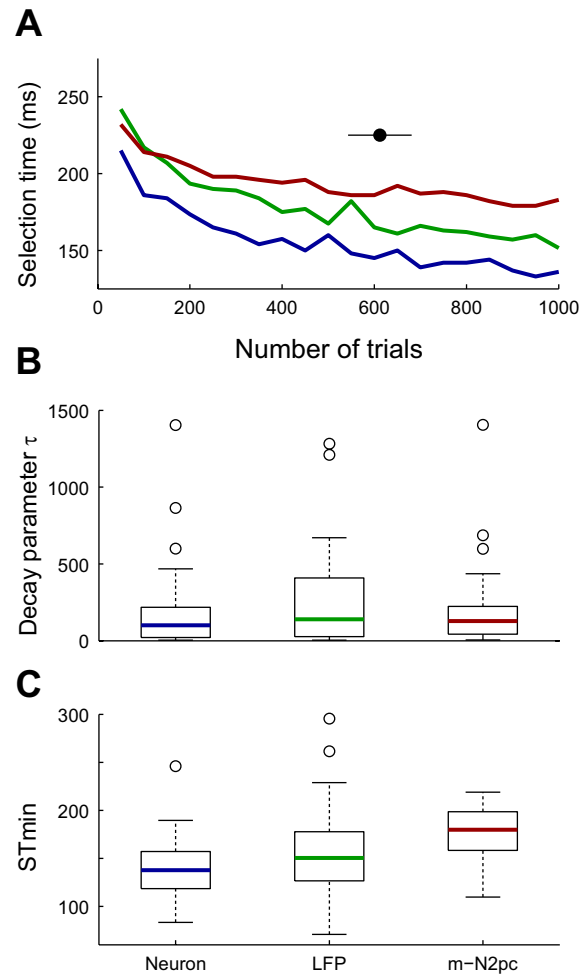 A
Selection time (ms)
250
200
150
0
200
400
600
800
1000
Number of trials
B
Decay parameter τ
1500
1000
500
0
C
STmin
300
200
100
Neuron
LFP
m-N2pc